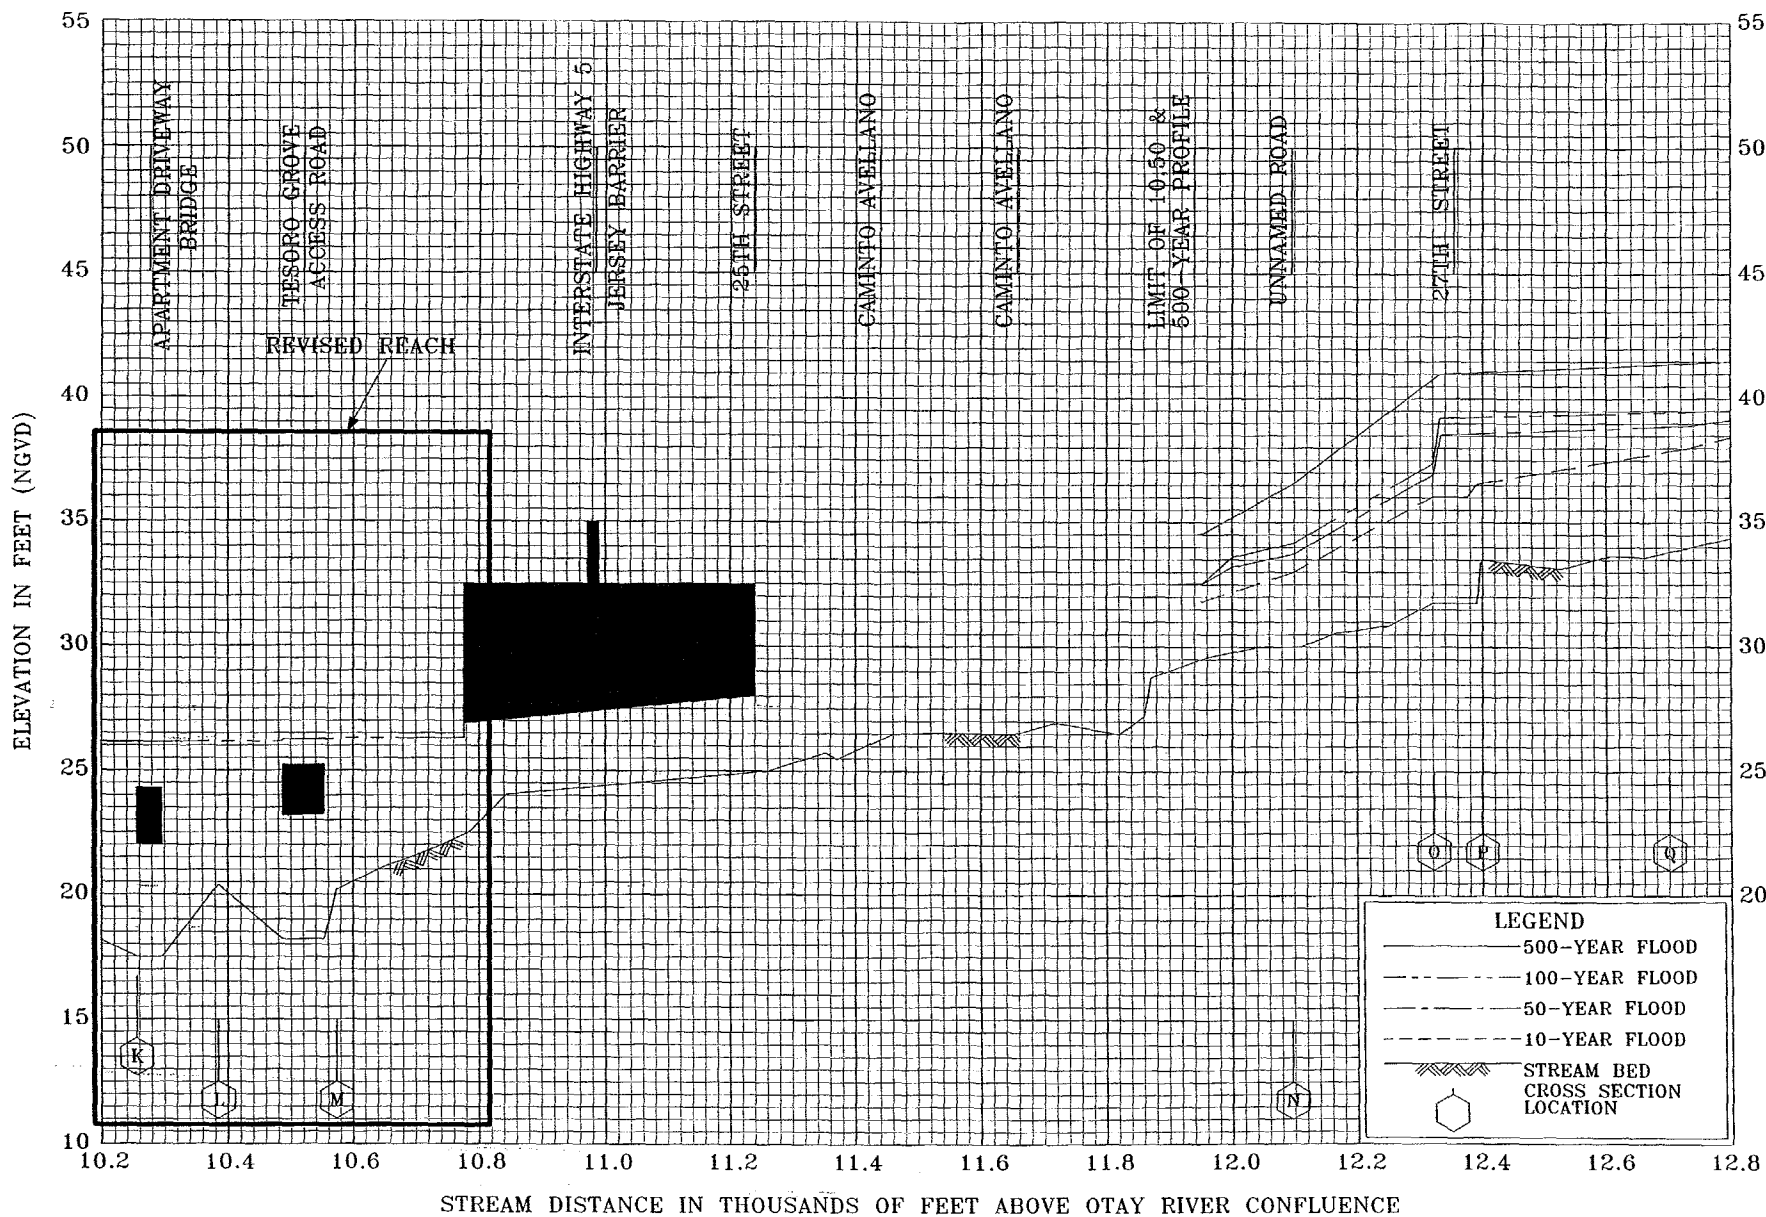 55
50
45
40
35
30
25
20
15
10
ELEVATION IN FEET (NGVD)
APARTMENT DRIVEWAY
BRIDGE
TESORO GROVE
ACCESS ROAD
INTERSTATE HIGHWAY 5
JERSEY BARRIER
25TH STREET
CAMINTO AVELLANO
CAMINTO AVELLANO
LIMIT OF 10,50 &
500-YEAR PROFILE
UNNAMED ROAD
27TH STREET
REVISED REACH
55
50
45
40
35
30
25
20
K
L
M
N
O
P
Q
LEGEND
500-YEAR FLOOD
100-YEAR FLOOD
50-YEAR FLOOD
10-YEAR FLOOD
STREAM BED
CROSS SECTION
LOCATION
10.2 10.4 10.6 10.8 11.0 11.2 11.4 11.6 11.8 12.0 12.2 12.4 12.6 12.8
STREAM DISTANCE IN THOUSANDS OF FEET ABOVE OTAY RIVER CONFLUENCE